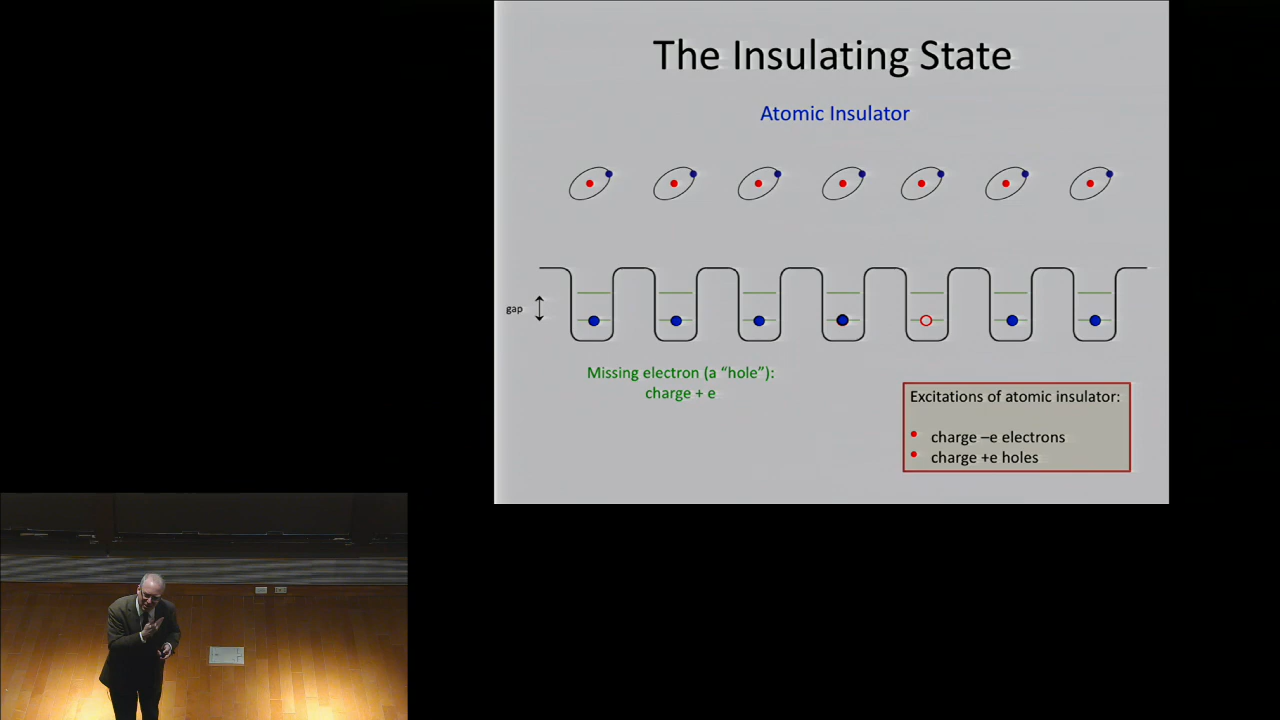 The Insulating State
Atomic Insulator
gap
Missing electron (a “hole”):
charge + e
Excitations of atomic insulator:
• charge –e electrons
• charge +e holes